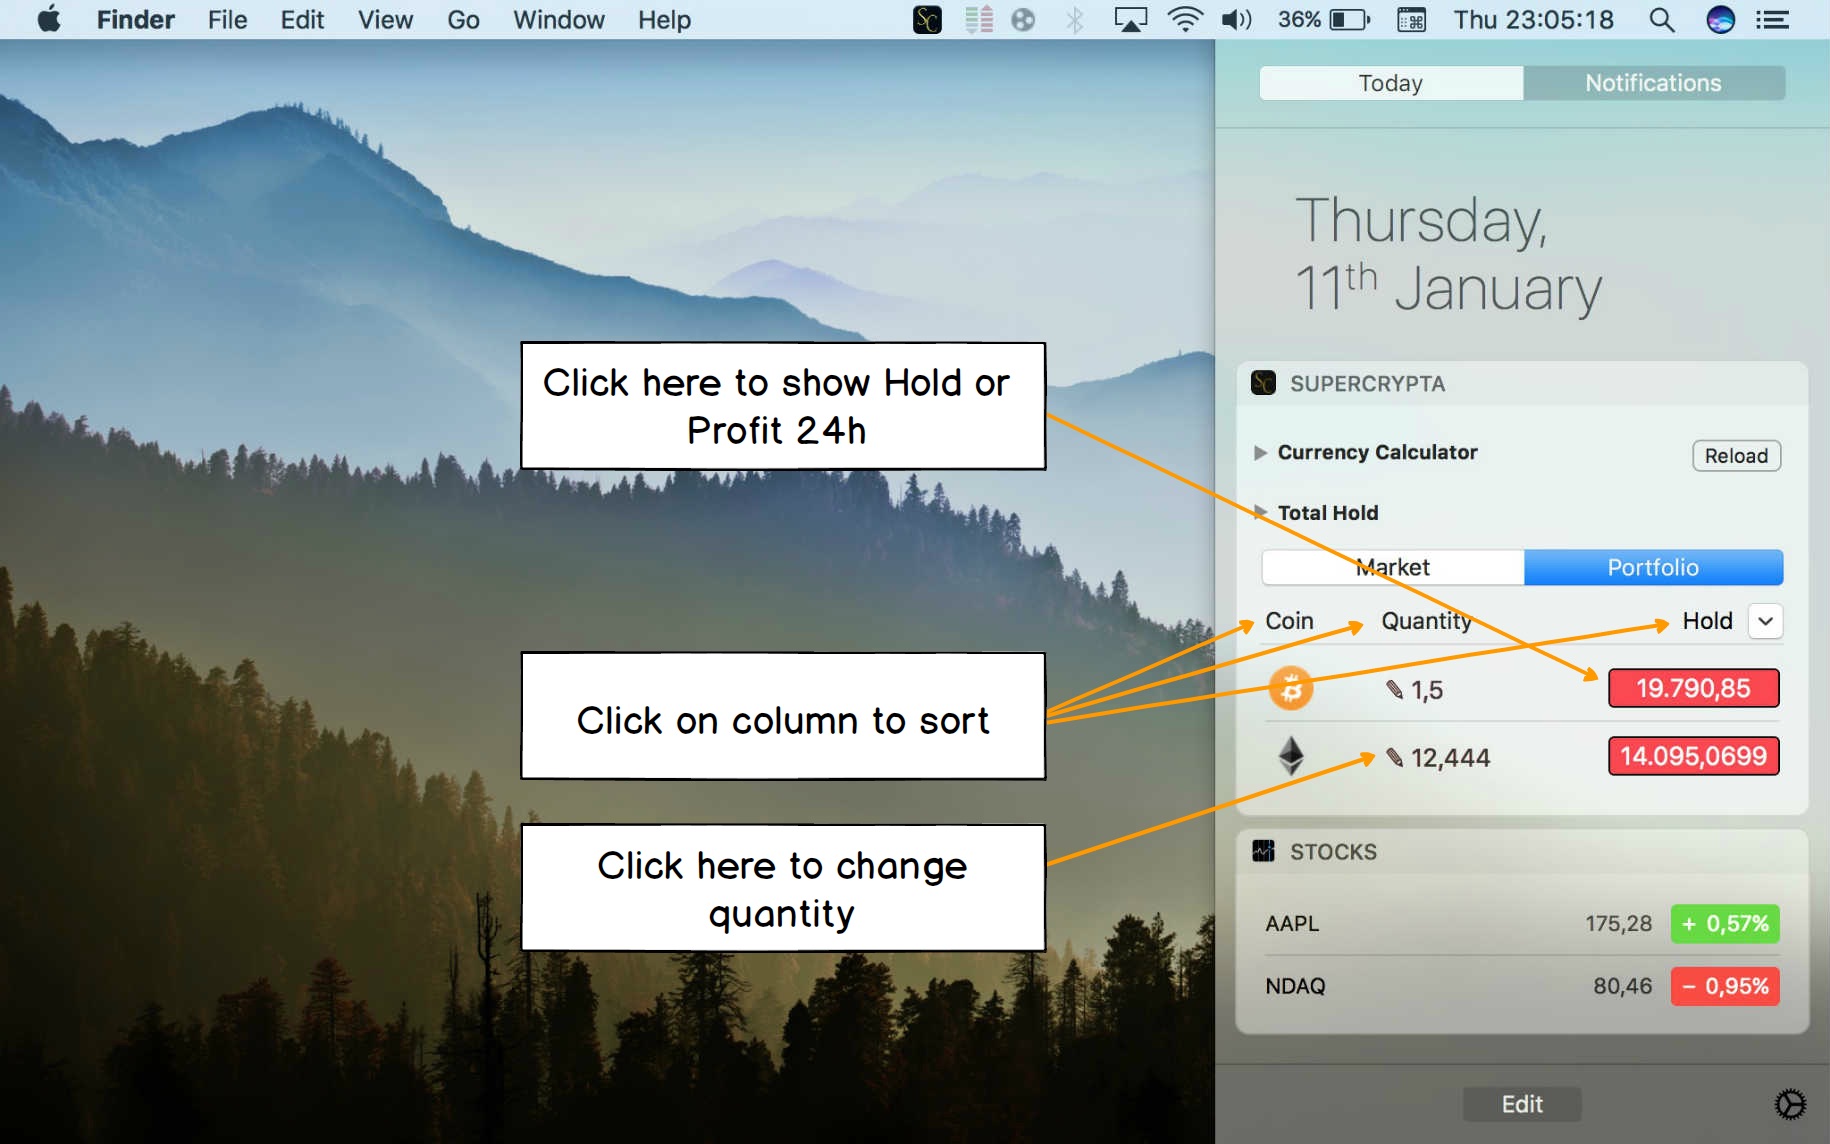 Finder File Edit View Go Window Help SC 36% Thu 23:05:18
Today Notifications
Thursday,
11th January
SC SUPERCRYPTA
Currency Calculator Reload
Total Hold
Market Portfolio
Coin Quantity Hold
1,5 19.790,85
12,444 14.095,0699
STOCKS
AAPL 175,28 + 0,57%
NDAQ 80,46 − 0,95%
Edit
Click here to show Hold or
Profit 24h
Click on column to sort
Click here to change
quantity